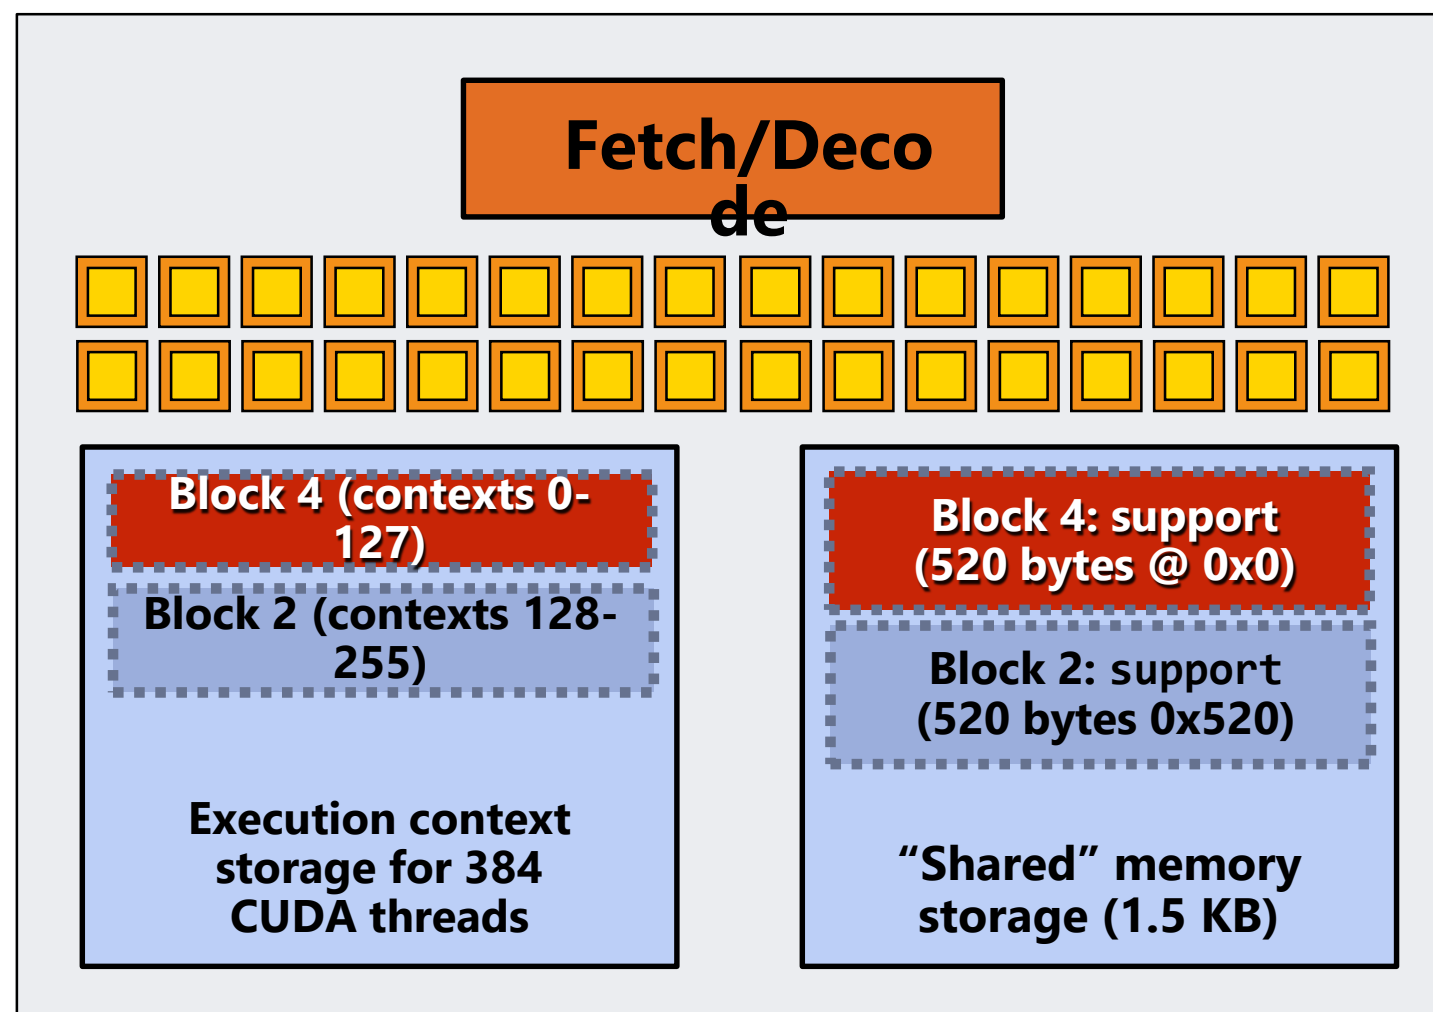 Fetch/Deco
de
Block 4 (contexts 0-
127)
Block 2 (contexts 128-
255)
Execution context
storage for 384
CUDA threads
Block 4: support
(520 bytes @ 0x0)
Block 2: support
(520 bytes 0x520)
“Shared” memory
storage (1.5 KB)